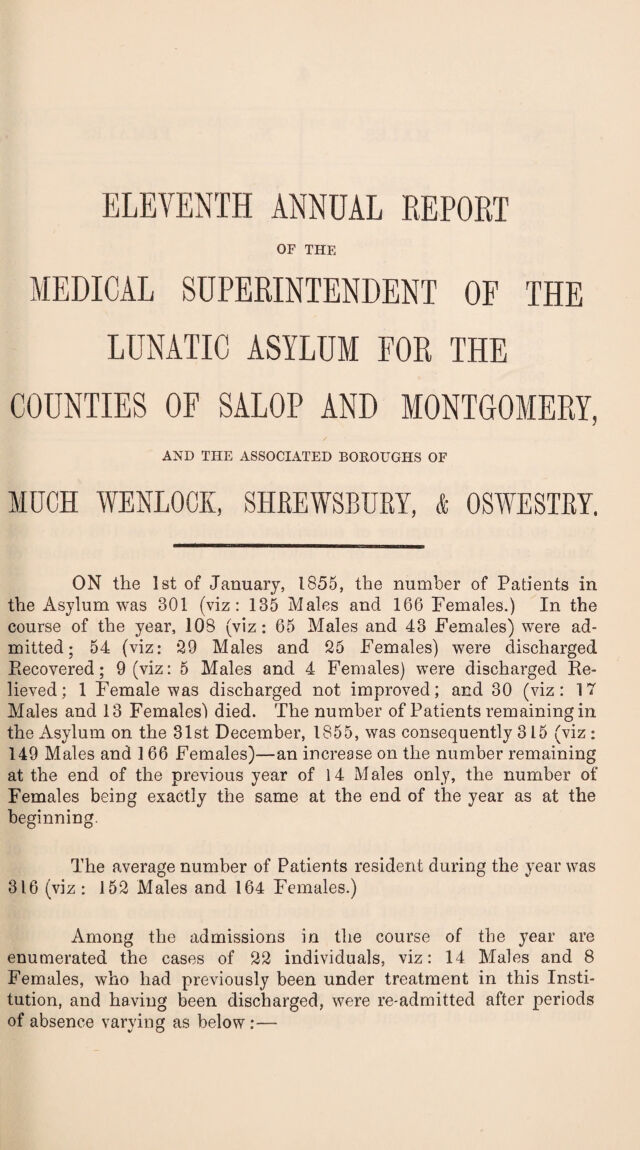 ELEVENTH ANNUAL REPORT
OF THE
MEDICAL SUPERINTENDENT OF THE
LUNATIC ASYLUM FOR THE
COUNTIES OF SALOP AND MONTGOMERY,
AND THE ASSOCIATED BOROUGHS OF
MUCH WENLOCK, SHREWSBURY, & OSWESTRY.
ON the 1st of January, 1855, the number of Patients in
the Asylum was 301 (viz: 135 Males and 166 Females.) In the
course of the year, 108 (viz: 65 Males and 43 Females) were ad-
mitted; 54 (viz: 29 Males and 25 Females) were discharged
Recovered; 9 (viz: 5 Males and 4 Females) were discharged Re-
lieved; 1 Female was discharged not improved; and 30 (viz: 17
Males and 13 Females) died. The number of Patients remaining in
the Asylum on the 31st December, 1855, was consequently 315 (viz:
149 Males and 166 Females)—an increase on the number remaining
at the end of the previous year of 14 Males only, the number of
Females being exactly the same at the end of the year as at the
beginning.
The average number of Patients resident during the year was
316 (viz: 152 Males and 164 Females.)
Among the admissions in the course of the year are
enumerated the cases of 22 individuals, viz: 14 Males and 8
Females, who had previously been under treatment in this Insti-
tution, and having been discharged, were re-admitted after periods
of absence varying as below:—